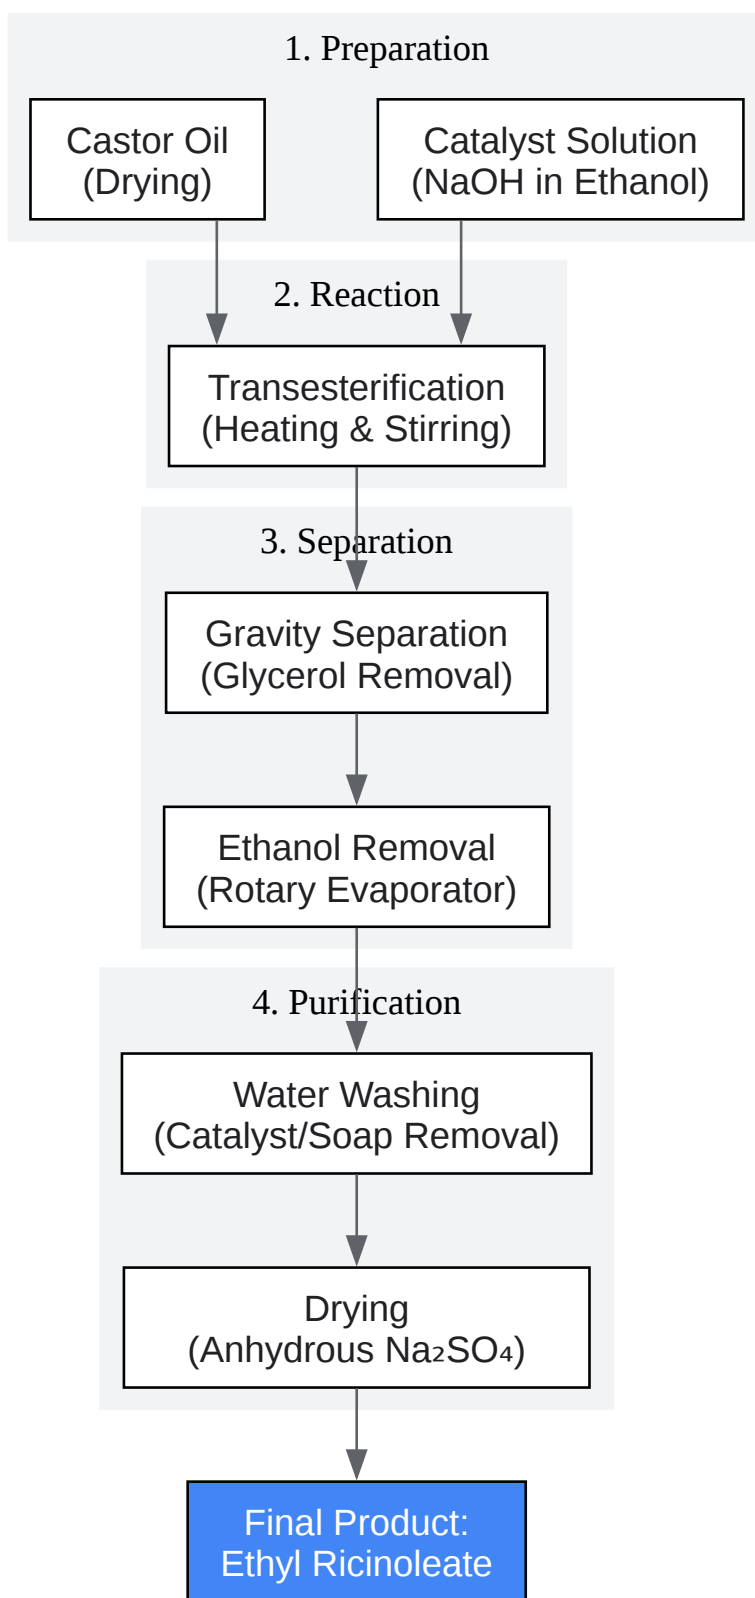 1. Preparation
Castor Oil
(Drying)
Catalyst Solution
(NaOH in Ethanol)
2. Reaction
Transesterification
(Heating & Stirring)
3. Separation
Gravity Separation
(Glycerol Removal)
Ethanol Removal
(Rotary Evaporator)
4. Purification
Water Washing
(Catalyst/Soap Removal)
Drying
(Anhydrous Na₂SO₄)
Final Product:
Ethyl Ricinoleate